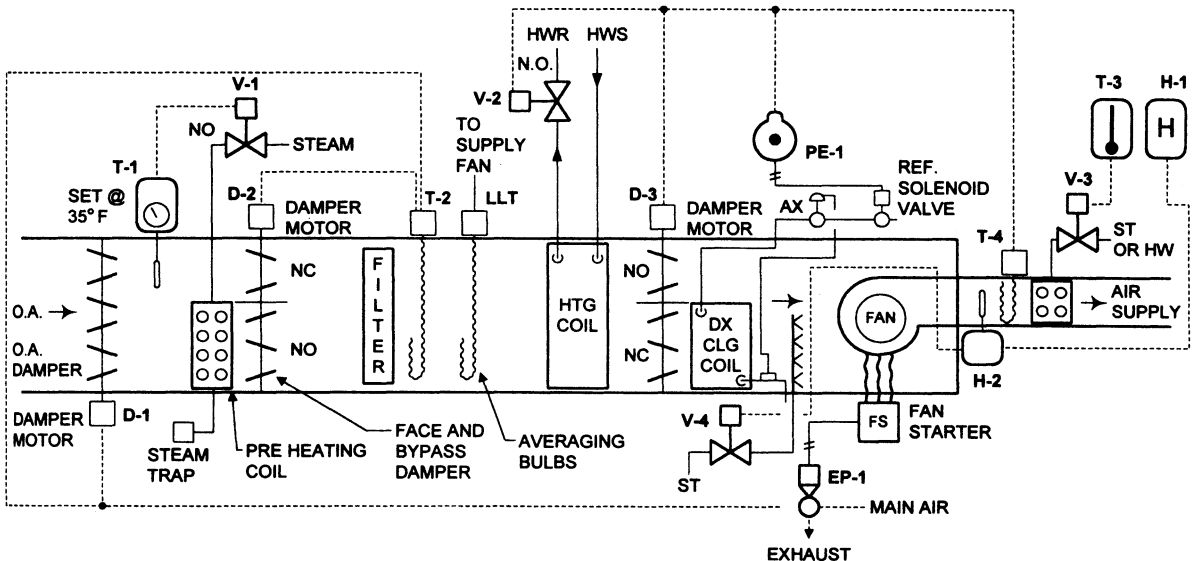 HWR
HWS
N.O.
V-1
V-2
T-3
H-1
NO
STEAM
TO
SUPPLY
FAN
H
T-1
PE-1
SET @
35° F
D-2
T-2
LLT
D-3
REF.
SOLENOID
VALVE
V-3
DAMPER
MOTOR
DAMPER
MOTOR
AX
ST
OR HW
T-4
NC
FILTER
NO
O.A.
HTG
COIL
DX
CLG
COIL
FAN
AIR
SUPPLY
O.A.
DAMPER
NO
NC
H-2
DAMPER
MOTOR
D-1
V-4
FS
FAN
STARTER
STEAM
TRAP
PRE HEATING
COIL
FACE AND
BYPASS
DAMPER
AVERAGING
BULBS
ST
EP-1
MAIN AIR
EXHAUST